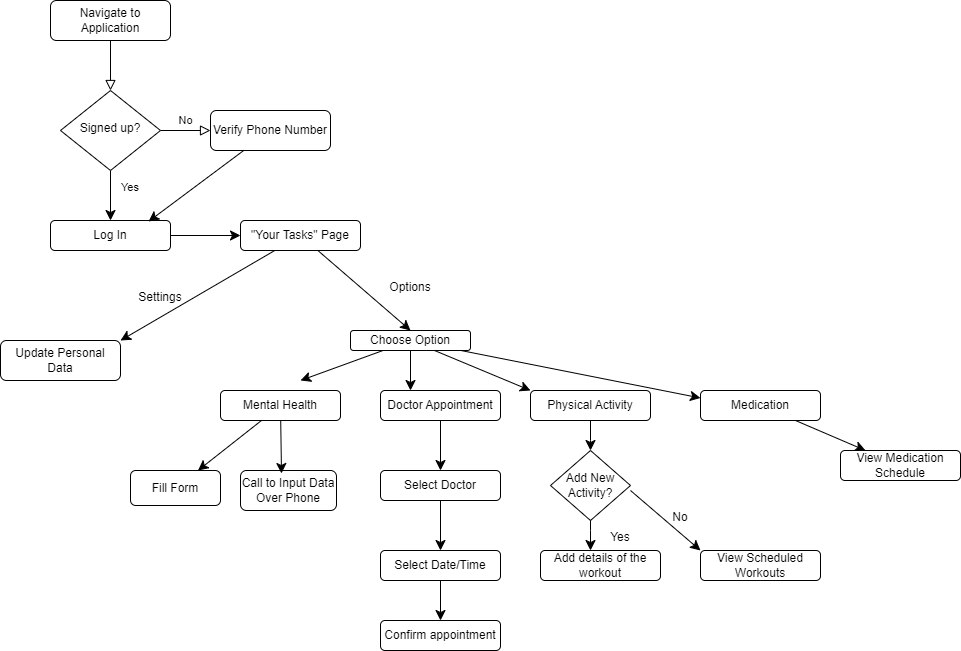 Navigate to
Application
Signed up?
No
Verify Phone Number
Yes
Log In
"Your Tasks" Page
Settings
Options
Update Personal
Data
Choose Option
Mental Health
Doctor Appointment
Physical Activity
Medication
Fill Form
Call to Input Data
Over Phone
Select Doctor
Add New
Activity?
View Medication
Schedule
No
Yes
Select Date/Time
Add details of the
workout
View Scheduled
Workouts
Confirm appointment